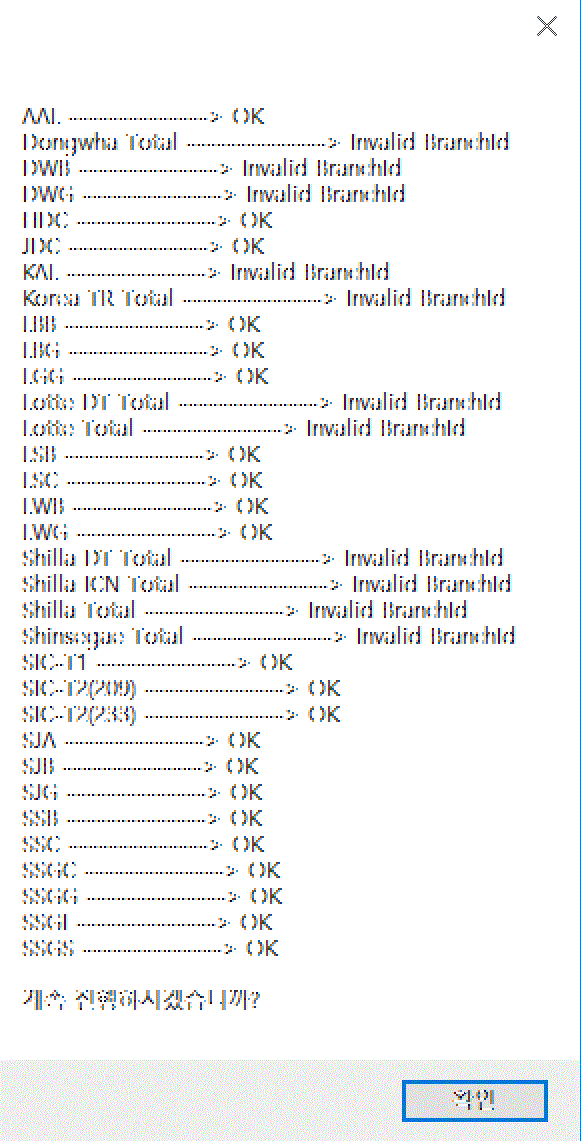 AAL ----------------------------> OK
Dongwha Total ----------------------------> Invalid BranchId
DWB ----------------------------> Invalid BranchId
DWG ----------------------------> Invalid BranchId
HDC ----------------------------> OK
JDC ----------------------------> OK
KAL ----------------------------> Invalid BranchId
Korea TR Total ----------------------------> Invalid BranchId
LBB ----------------------------> OK
LBG ----------------------------> OK
LGG ----------------------------> OK
Lotte DT Total ----------------------------> Invalid BranchId
Lotte Total ----------------------------> Invalid BranchId
LSB ----------------------------> OK
LSC ----------------------------> OK
LWB ----------------------------> OK
LWG ----------------------------> OK
Shilla DT Total ----------------------------> Invalid BranchId
Shilla ICN Total ----------------------------> Invalid BranchId
Shilla Total ----------------------------> Invalid BranchId
Shinsegae Total ----------------------------> Invalid BranchId
SIC-T1 ----------------------------> OK
SIC-T2(209) ----------------------------> OK
SIC-T2(233) ----------------------------> OK
SJA ----------------------------> OK
SJB ----------------------------> OK
SJG ----------------------------> OK
SSB ----------------------------> OK
SSC ----------------------------> OK
SSGC ----------------------------> OK
SSGG ----------------------------> OK
SSGI ----------------------------> OK
SSGS ----------------------------> OK
계속 진행하시겠습니까?
확인